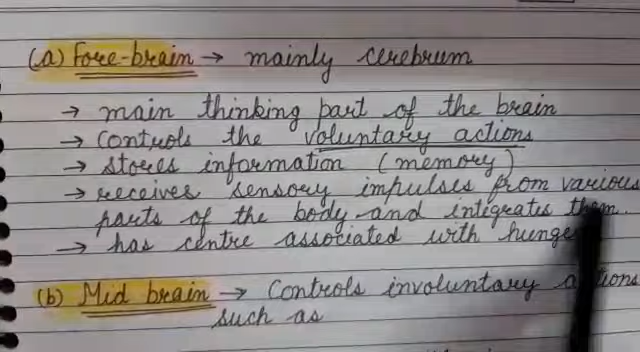 (a) Fore-brain → mainly cerebrum
→ main thinking part of the brain
→ controls the voluntary actions
→ stores information (memory)
→ receives sensory impulses from various
parts of the body and integrates them.
→ has centre associated with hunger
(b) Mid brain → Controls involuntary actions
such as